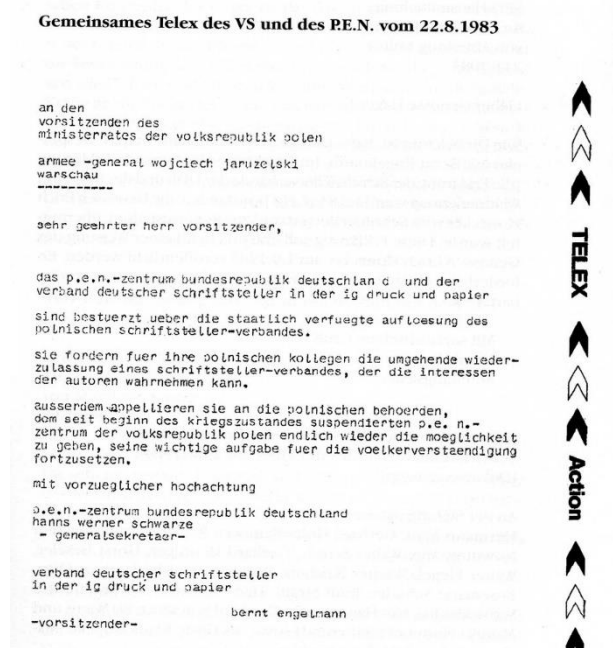 Gemeinsames Telex des VS und des P.E.N. vom 22.8.1983
an den
vorsitzenden des
ministerrates der volksrepublik polen
armee -general wojciech jaruzelski
warschau
----------
sehr geehrter herr vorsitzender,
das p.e.n.-zentrum bundesrepublik deutschlan d und der
verband deutscher schriftsteller in der ig druck und papier
sind bestuerzt ueber die staatlich verfuegte aufloesung des
polnischen schriftsteller-verbandes.
sie fordern fuer ihre polnischen kollegen die umgehende wieder-
zulassung eines schriftsteller-verbandes, der die interessen
der autoren wahrnehmen kann.
ausserdem appellieren sie an die polnischen behoerden,
dem seit beginn des kriegszustandes suspendierten p.e. n.-
zentrum der volksrepublik polen endlich wieder die moeglichkeit
zu geben, seine wichtige aufgabe fuer die voelkerverstaendigung
fortzusetzen.
mit vorzueglicher hochachtung
p.e.n.-zentrum bundesrepublik deutschland
hanns werner schwarze
- generalsekretaer-
verband deutscher schriftsteller
in der ig druck und papier
bernt engelmann
-vorsitzender-
TELEX
Action